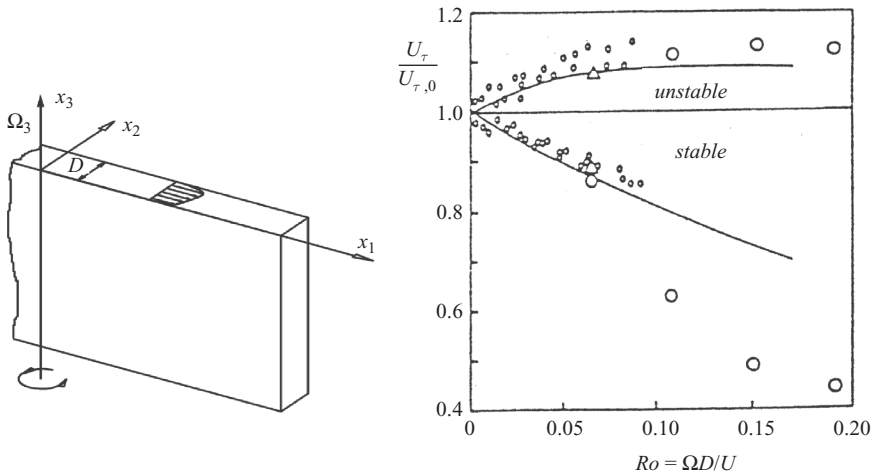 x3
Ω3
x2
D
x1
Uτ
Uτ,0
1.2
1.0
0.8
0.6
0.4
unstable
stable
0
0.05
0.10
0.15
0.20
Ro = ΩD/U